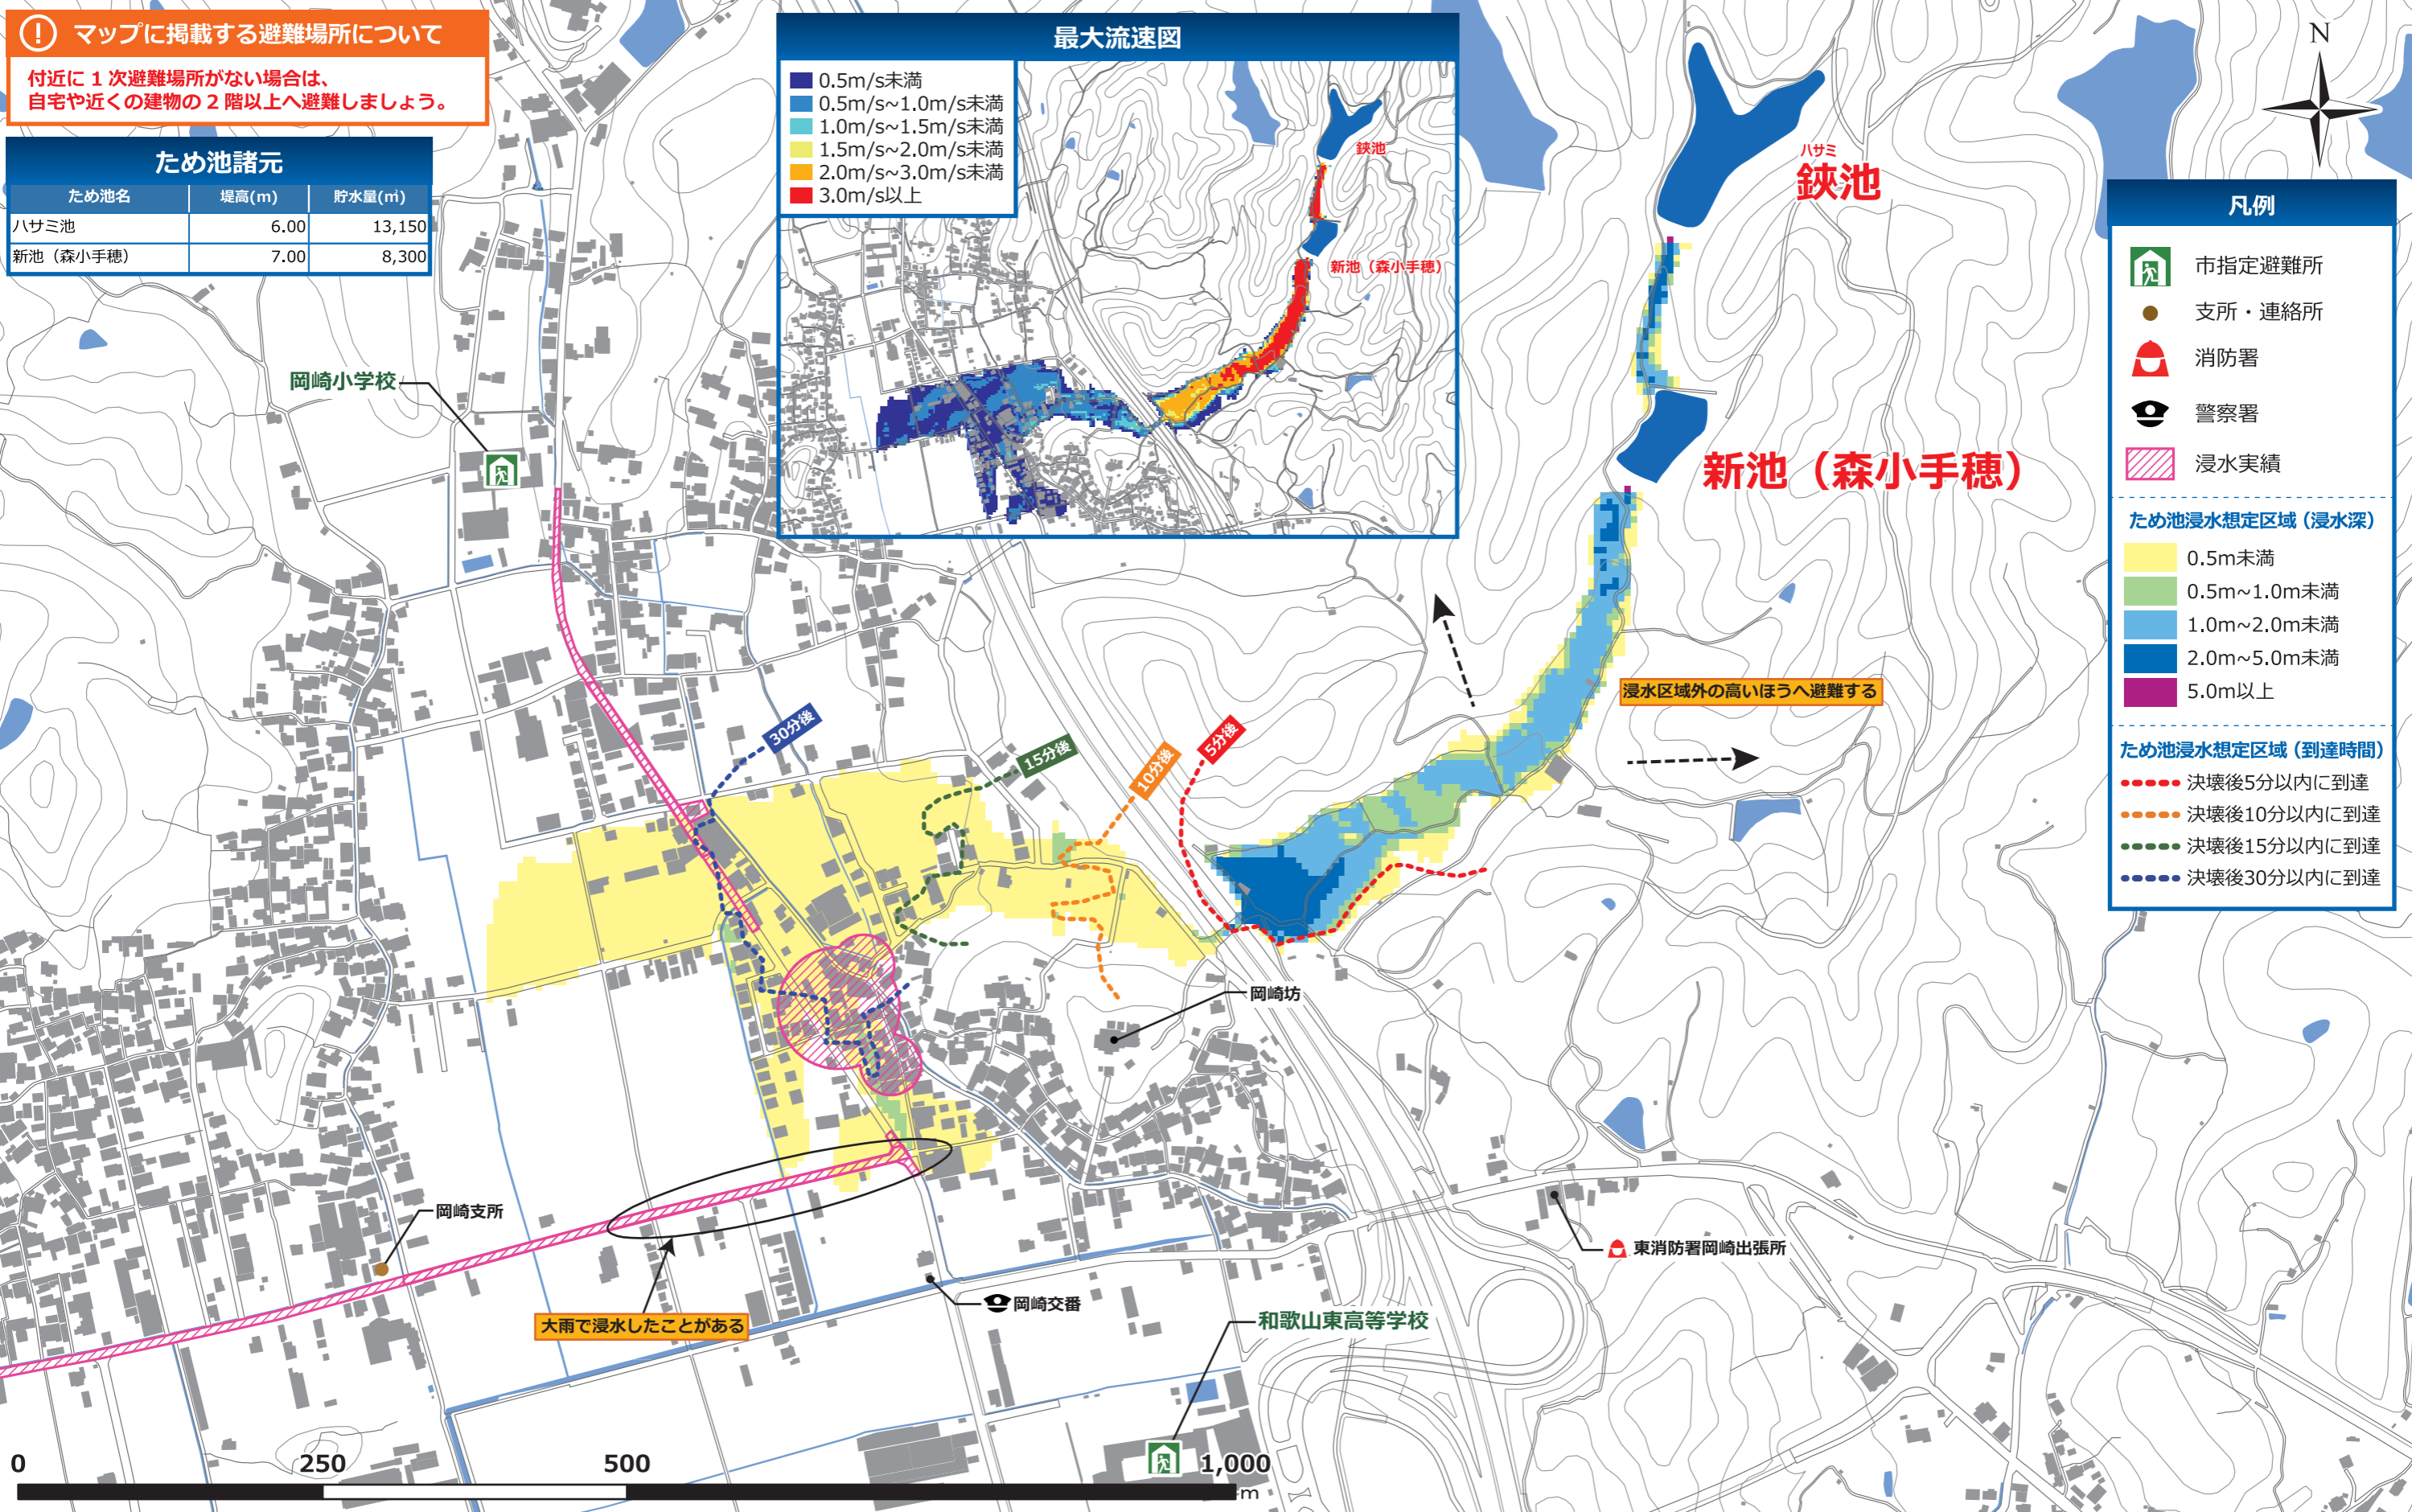 ! マップに掲載する避難場所について
付近に1次避難場所がない場合は、
自宅や近くの建物の2階以上へ避難しましょう。
ため池諸元
ため池名 堤高(m) 貯水量(㎥)
ハサミ池 6.00 13,150
新池（森小手穂） 7.00 8,300
最大流速図
0.5m/s未満
0.5m/s~1.0m/s未満
1.0m/s~1.5m/s未満
1.5m/s~2.0m/s未満
2.0m/s~3.0m/s未満
3.0m/s以上
鋏池
新池（森小手穂）
N
ハサミ
鋏池
新池（森小手穂）
凡例
市指定避難所
支所・連絡所
消防署
警察署
浸水実績
ため池浸水想定区域（浸水深）
0.5m未満
0.5m~1.0m未満
1.0m~2.0m未満
2.0m~5.0m未満
5.0m以上
ため池浸水想定区域（到達時間）
決壊後5分以内に到達
決壊後10分以内に到達
決壊後15分以内に到達
決壊後30分以内に到達
岡崎小学校
浸水区域外の高いほうへ避難する
30分後
15分後
10分後
5分後
岡崎坊
岡崎支所
東消防署岡崎出張所
岡崎交番
大雨で浸水したことがある
和歌山東高等学校
0 250 500 1,000
m